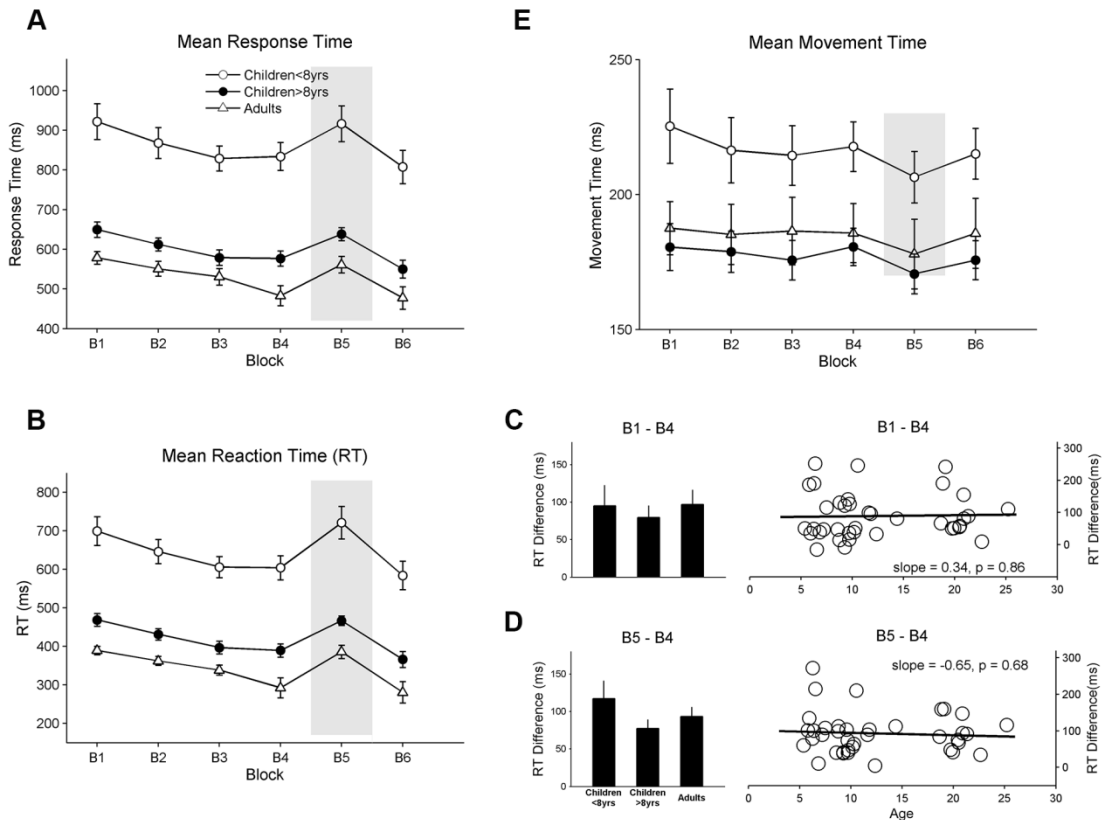 A
Mean Response Time
Children<8yrs
Children>8yrs
Adults
1000
900
800
700
600
500
400
Response Time (ms)
B1 B2 B3 B4 B5 B6
Block
E
Mean Movement Time
250
200
150
Movement Time (ms)
B1 B2 B3 B4 B5 B6
Block
B
Mean Reaction Time (RT)
800
700
600
500
400
300
200
RT (ms)
B1 B2 B3 B4 B5 B6
Block
C
B1 - B4
150
100
50
0
RT Difference (ms)
B1 - B4
300
200
100
0
RT Difference(ms)
slope = 0.34, p = 0.86
0 5 10 15 20 25 30
D
B5 - B4
150
100
50
0
RT Difference (ms)
Children Children Adults
<8yrs >8yrs
B5 - B4
slope = -0.65, p = 0.68
300
200
100
0
RT Difference(ms)
0 5 10 15 20 25 30
Age